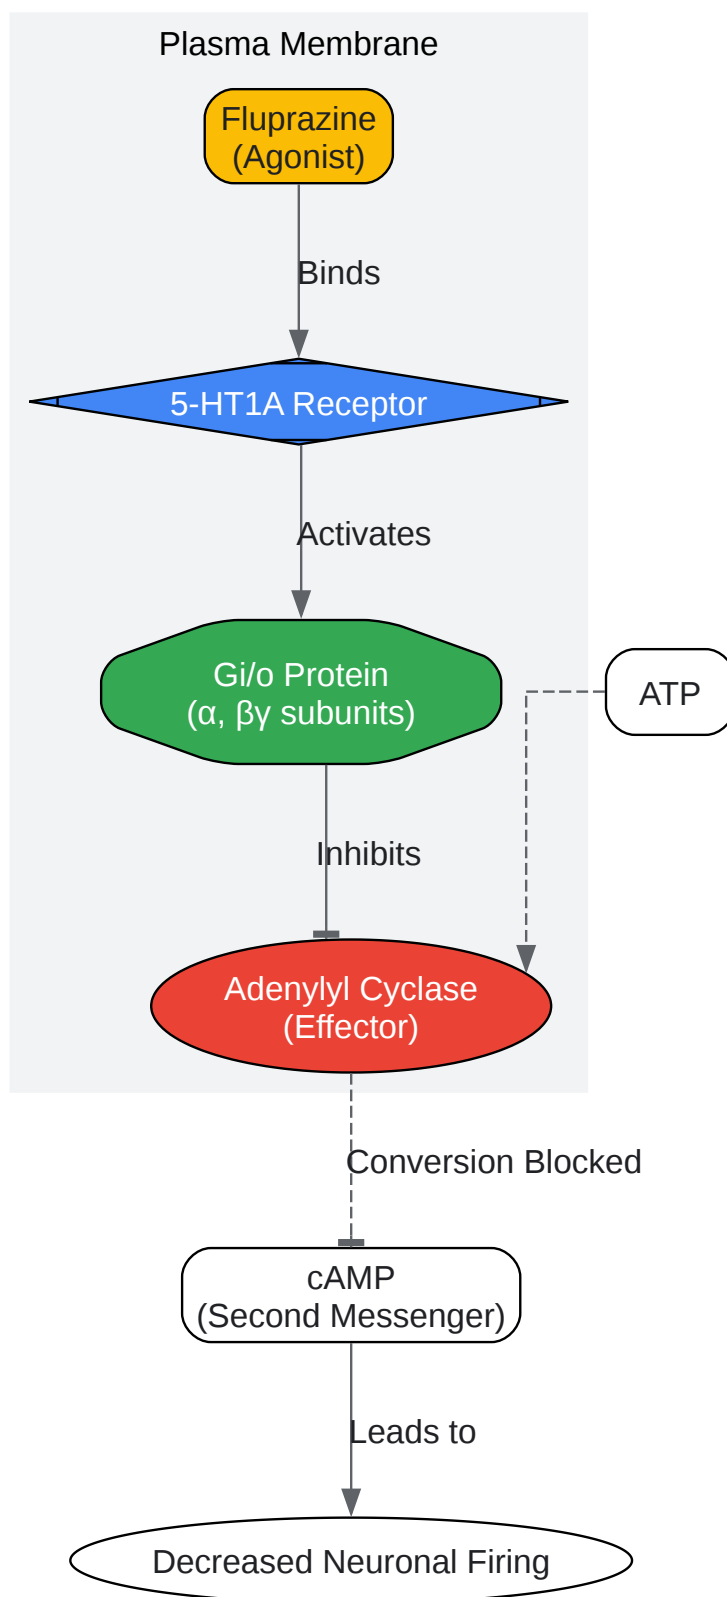 Plasma Membrane
Fluprazine
(Agonist)
Binds
5-HT1A Receptor
Activates
Gi/o Protein
(α, βγ subunits)
ATP
Inhibits
Adenylyl Cyclase
(Effector)
Conversion Blocked
cAMP
(Second Messenger)
Leads to
Decreased Neuronal Firing